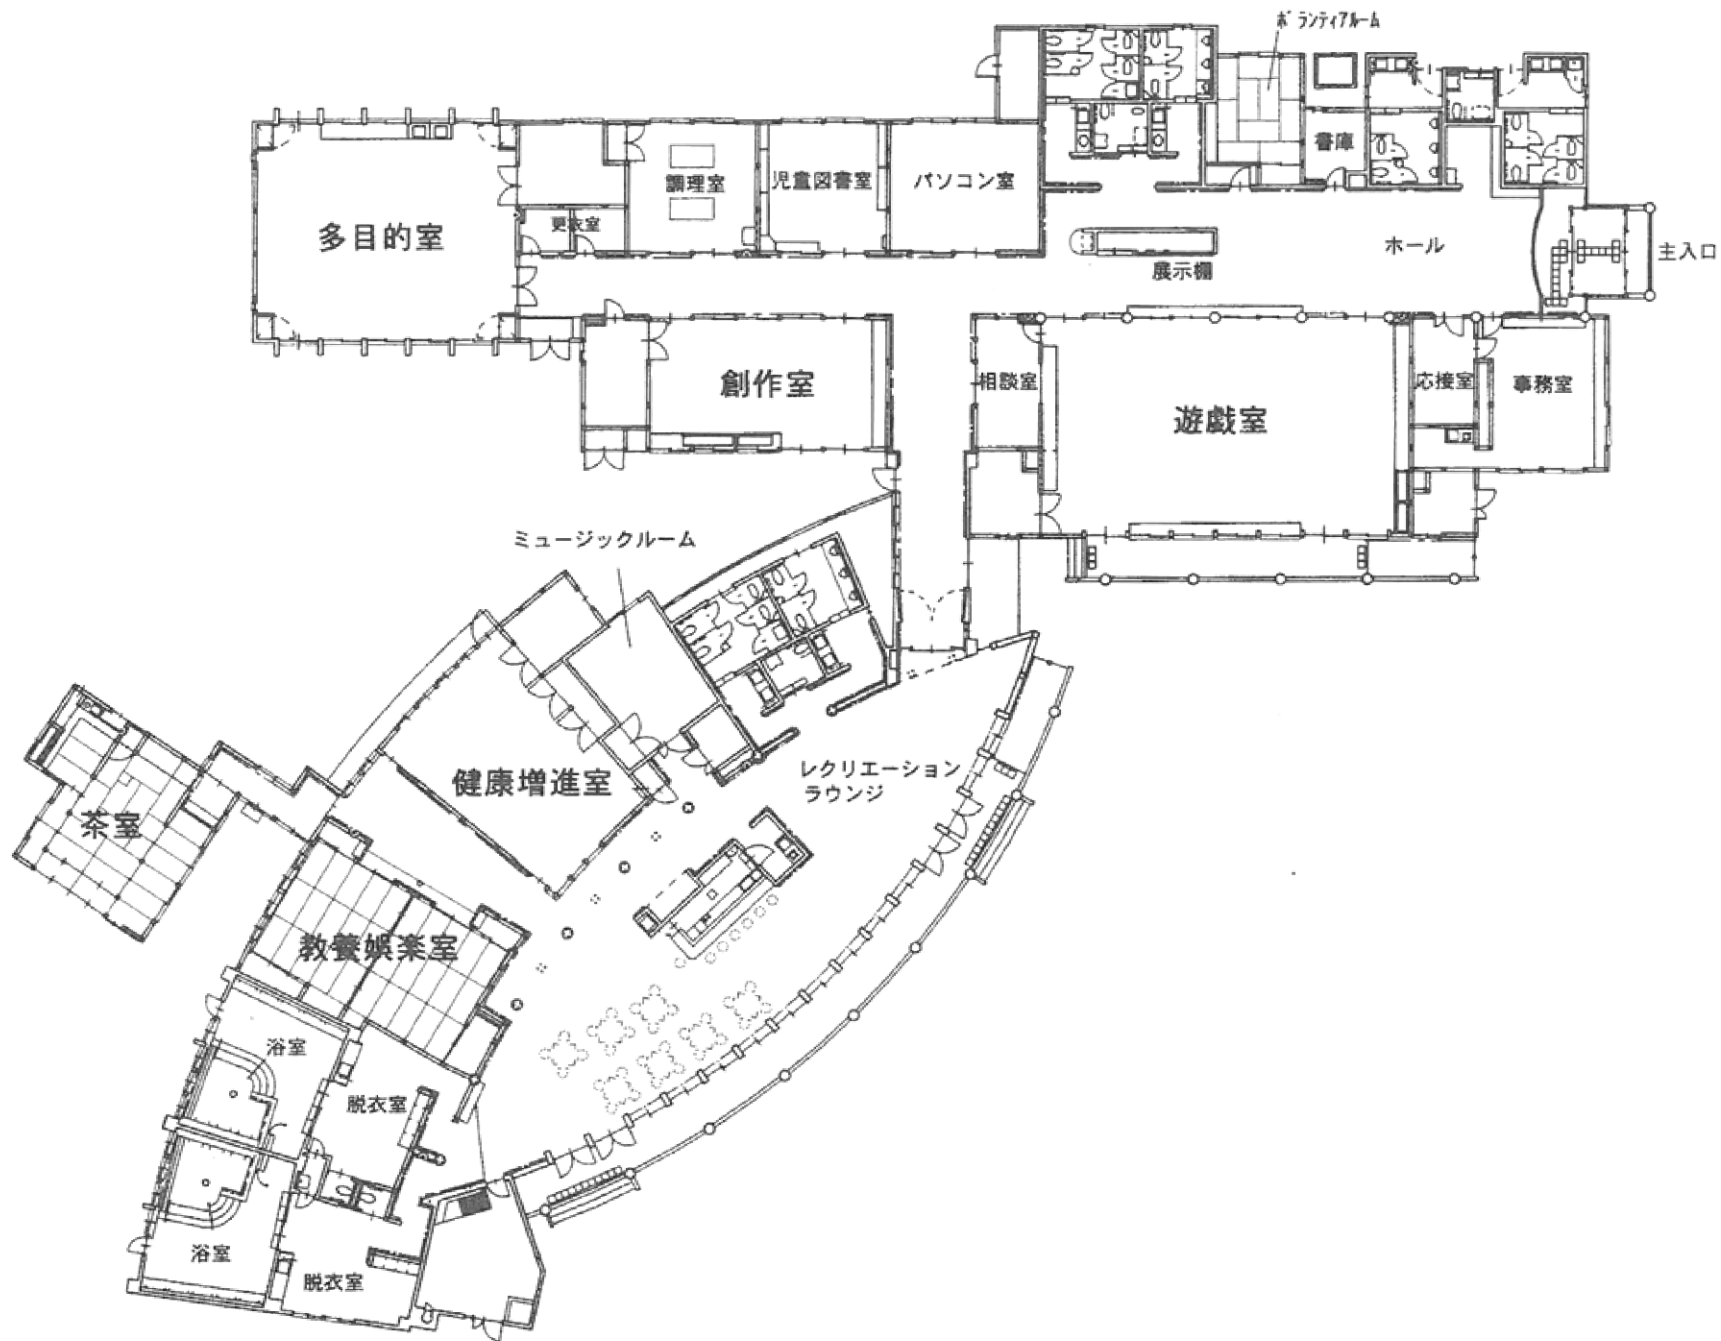 ボランティアルーム
書庫
調理室
児童図書室
パソコン室
更衣室
多目的室
ホール
主入口
展示棚
相談室
創作室
遊戯室
応接室
事務室
ミュージックルーム
健康増進室
レクリエーション
ラウンジ
茶室
教養娯楽室
浴室
脱衣室
浴室
脱衣室